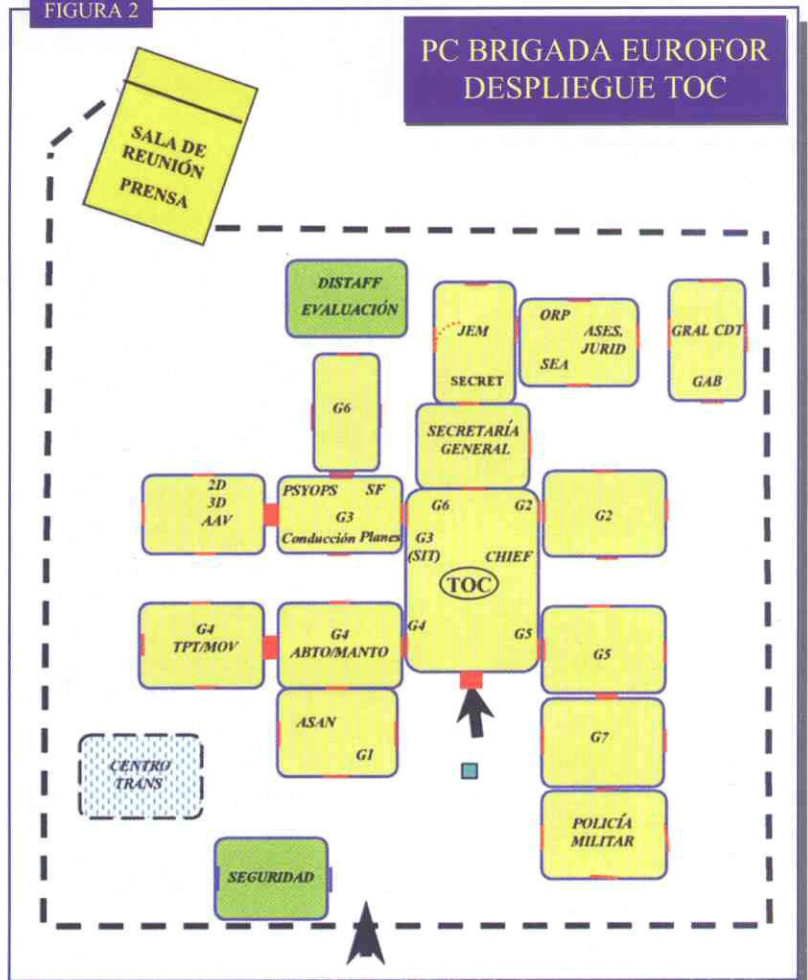 FIGURA 2
PC BRIGADA EUROFOR
DESPLIEGUE TOC
SALA DE
REUNIÓN
PRENSA
DISTAFF
EVALUACIÓN
JEM
SECRET
ORP
ASES.
JURID
SEA
GRAL CDT
GAB
G6
SECRETARÍA
GENERAL
2D
3D
AAV
PSYOPS SF
G3
Conducción Planes
G6 G2
G3
(SIT)
CHIEF
TOC
G4
G5
G2
G4
TPT/MOV
G4
ABTO/MANTO
G5
ASAN
G1
G7
CENTRO
TRANS
POLICÍA
MILITAR
SEGURIDAD